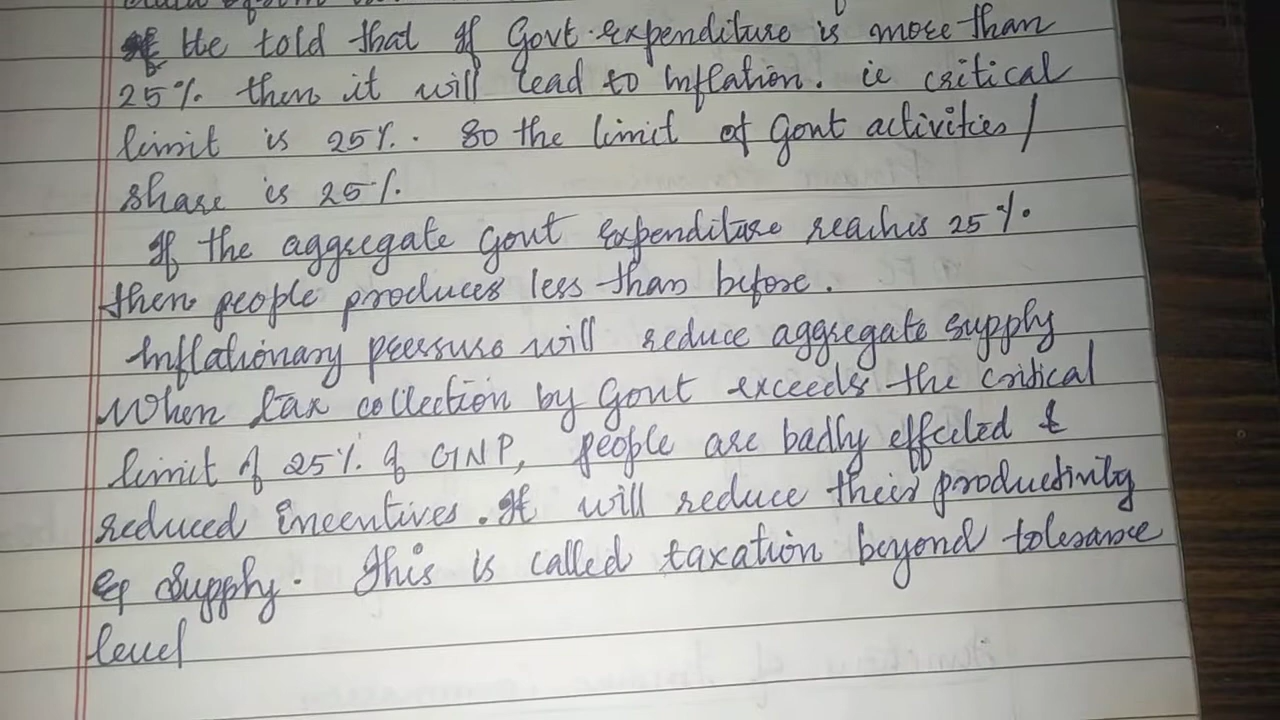 He told that If Govt. expenditure is more than
25% then it will lead to inflation. ie critical
limit is 25%. So the limit of Govt activities /
share is 25%.
If the aggregate Govt Expenditure reaches 25%.
then people produces less than before.
Inflationary pressure will reduce aggregate supply
When tax collection by Govt exceeds the critical
limit of 25% of GNP, people are badly effected &
reduced Incentives. It will reduce their productivity
& Supply. This is called taxation beyond tolerance
level